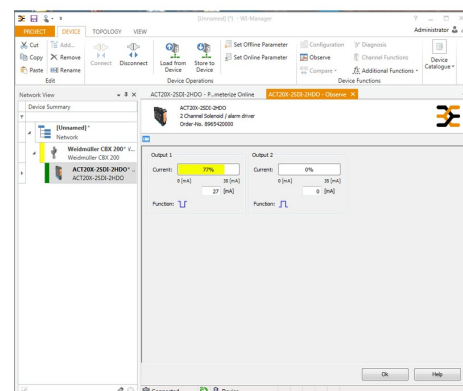 [Unnamed] (*) - WI-Manager
PROJECT DEVICE TOPOLOGY VIEW
Administrator
Cut Add...
Copy Remove
Paste Rename
Edit
Connect Disconnect
Load from Device
Store to Device
Set Offline Parameter
Set Online Parameter
Device Operations
Configuration
Observe
Compare
Diagnosis
Channel Functions
Additional Functions
Device Functions
Device Catalogue
Network View
Device Summary
[Unnamed]*
Network
Weidmüller CBX 200* /...
Weidmüller CBX 200
ACT20X-2SDI-2HDO* ..
ACT20X-2SDI-2HDO
ACT20X-2SDI-2HDO - P...meterize Online
ACT20X-2SDI-2HDO - Observe
ACT20X-2SDI-2HDO
2 Channel Solenoid / alarm driver
Order-No. 8965420000
Output 1
Current: 77%
0 [mA] 35 [mA]
27 [mA]
Function:
Output 2
Current: 0%
0 [mA] 35 [mA]
0 [mA]
Function:
Ok Help
Connected Device